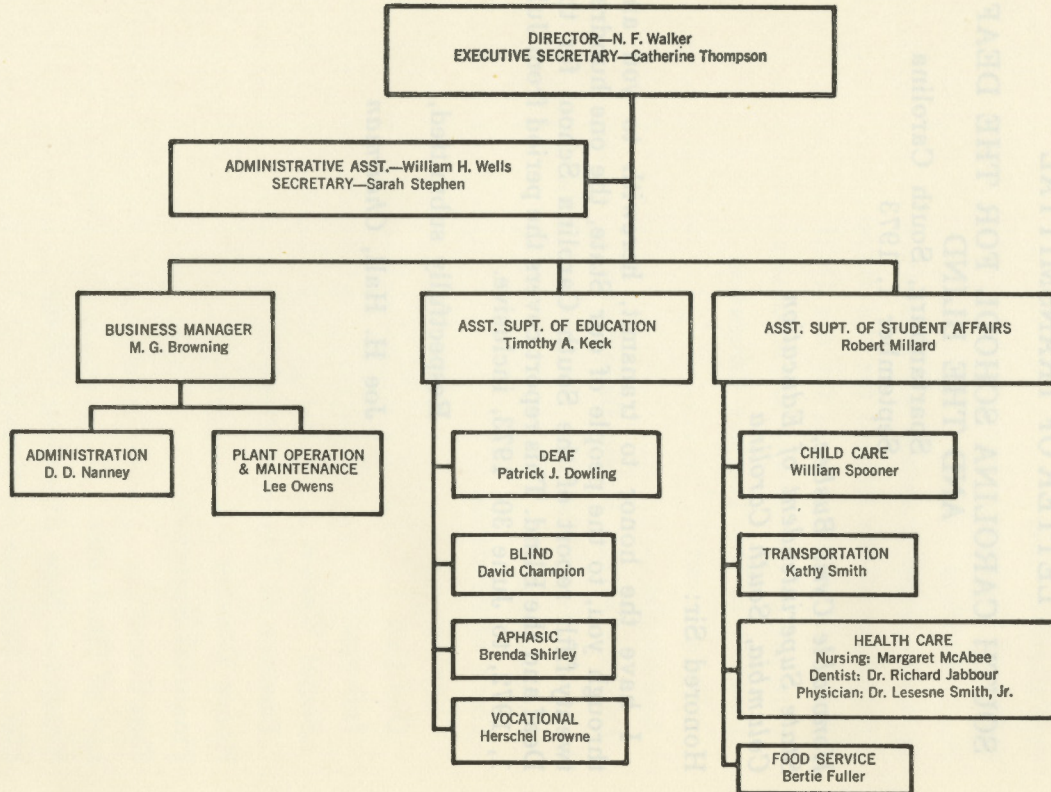 DIRECTOR—N. F. Walker
EXECUTIVE SECRETARY—Catherine Thompson
ADMINISTRATIVE ASST.—William H. Wells
SECRETARY—Sarah Stephen
BUSINESS MANAGER
M. G. Browning
ADMINISTRATION
D. D. Nanney
PLANT OPERATION
& MAINTENANCE
Lee Owens
ASST. SUPT. OF EDUCATION
Timothy A. Keck
DEAF
Patrick J. Dowling
BLIND
David Champion
APHASIC
Brenda Shirley
VOCATIONAL
Herschel Browne
ASST. SUPT. OF STUDENT AFFAIRS
Robert Millard
CHILD CARE
William Spooner
TRANSPORTATION
Kathy Smith
HEALTH CARE
Nursing: Margaret McAbee
Dentist: Dr. Richard Jabbour
Physician: Dr. Lesesne Smith, Jr.
FOOD SERVICE
Bertie Fuller